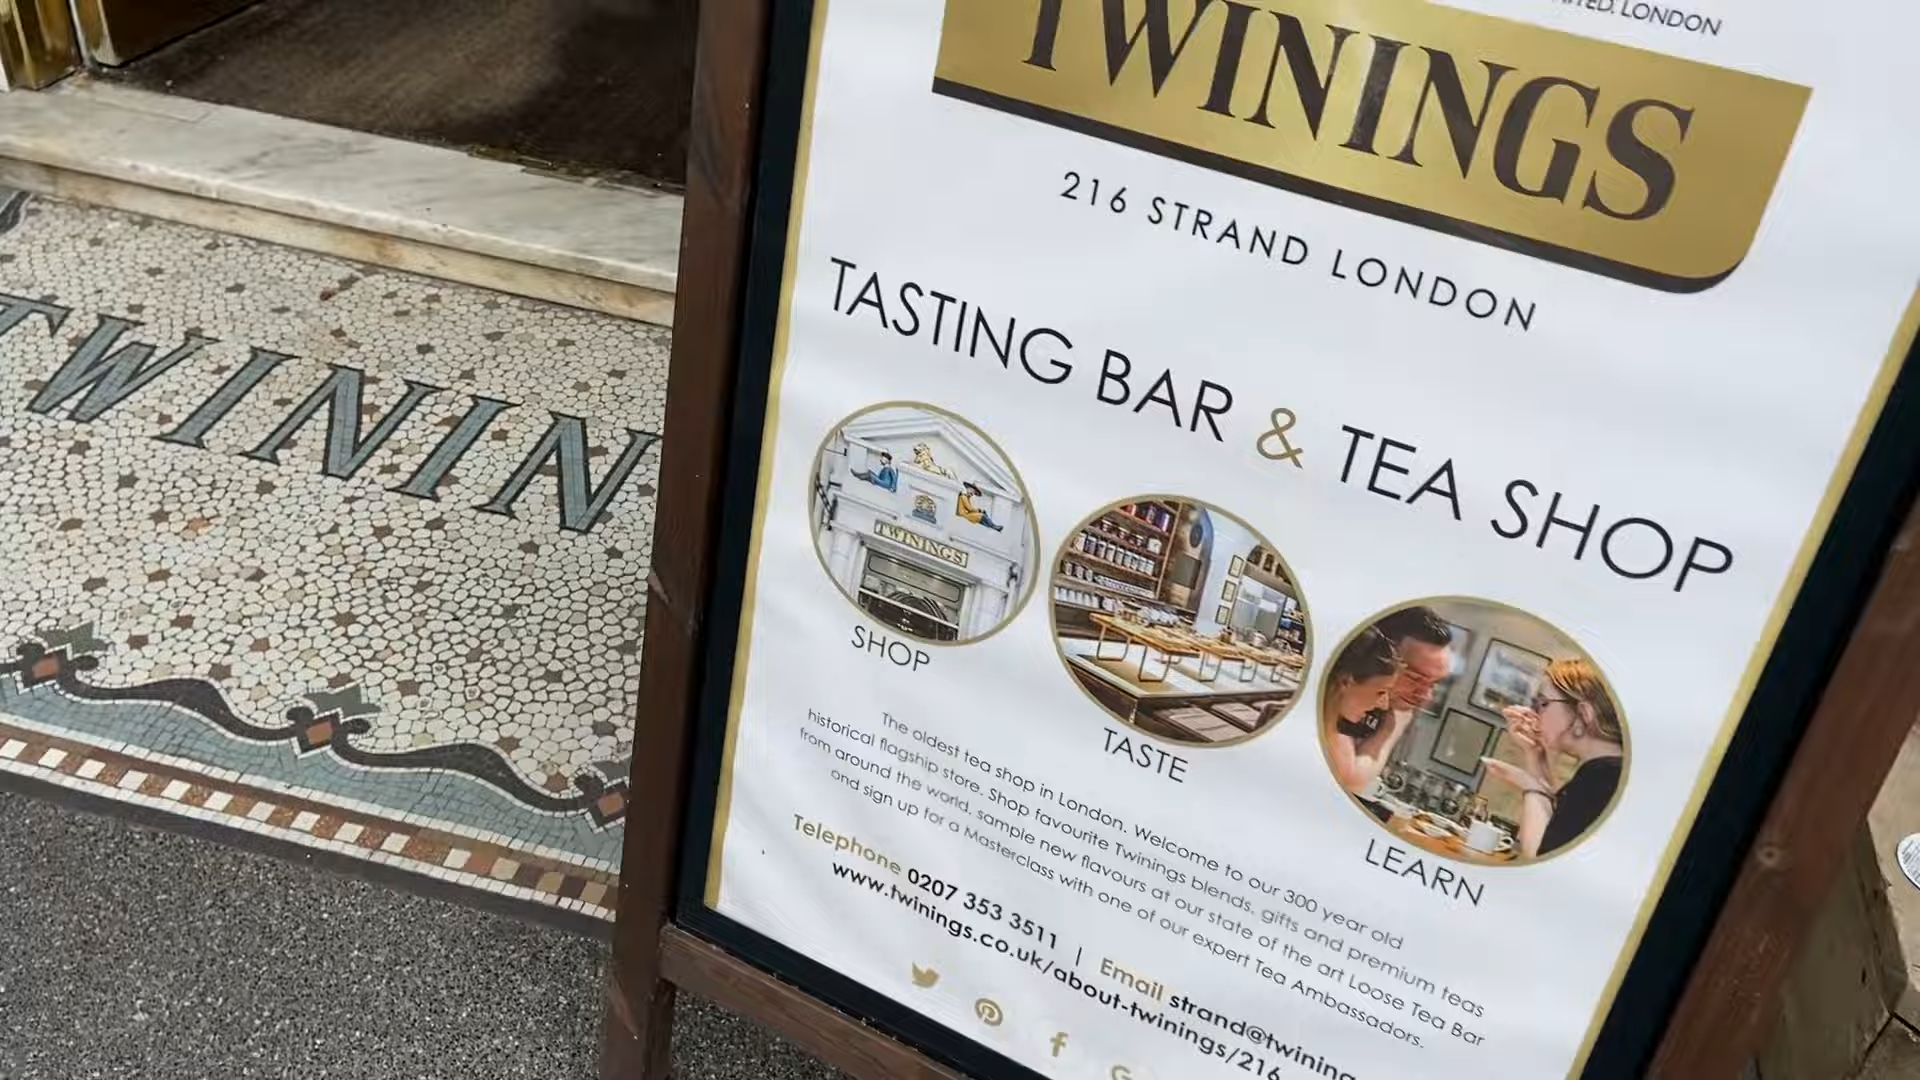 LONDON
TWININGS
216 STRAND LONDON
TASTING BAR & TEA SHOP
TWININGS
SHOP
TASTE
LEARN
The oldest tea shop in London. Welcome to our 300 year old
historical flagship store. Shop favourite Twinings blends, gifts and premium teas
from around the world, sample new flavours at our state of the art Loose Tea Bar
and sign up for a Masterclass with one of our expert Tea Ambassadors.
Telephone 0207 353 3511 | Email strand@twining
www.twinings.co.uk/about-twinings/216
TWININ